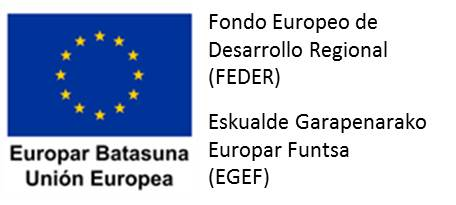 Europar Batasuna
Unión Europea
Fondo Europeo de
Desarrollo Regional
(FEDER)
Eskualde Garapenarako
Europar Funtsa
(EGEF)